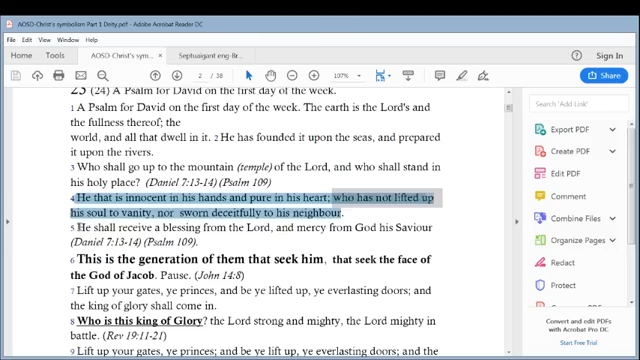 AOSD-Christ's symbolism Part 1 Deity.pdf - Adobe Acrobat Reader DC
File Edit View Window Help
Home Tools AOSD-Christ's sym... × Septuaigant eng-Br... Sign In
2 / 38 107% Share
23 (24) A Psalm for David on the first day of the week.
1 A Psalm for David on the first day of the week. The earth is the Lord's and
the fullness thereof; the
world, and all that dwell in it. 2 He has founded it upon the seas, and prepared
it upon the rivers.
3 Who shall go up to the mountain (temple) of the Lord, and who shall stand in
his holy place? (Daniel 7:13-14) (Psalm 109)
4 He that is innocent in his hands and pure in his heart; who has not lifted up
his soul to vanity, nor sworn deceitfully to his neighbour.
5 He shall receive a blessing from the Lord, and mercy from God his Saviour
(Daniel 7:13-14) (Psalm 109).
6 This is the generation of them that seek him, that seek the face of
the God of Jacob. Pause. (John 14:8)
7 Lift up your gates, ye princes, and be ye lifted up, ye everlasting doors; and
the king of glory shall come in.
8 Who is this king of Glory? the Lord strong and mighty, the Lord mighty in
battle. (Rev 19:11-21)
9 Lift up your gates, ye princes; and be ye lifted up, ye everlasting doors; and the
Search 'Add Link'
Export PDF
Create PDF
Edit PDF
Comment
Combine Files
Organize Pages
Redact
Protect
Convert and edit PDFs
with Acrobat Pro DC
Start Free Trial